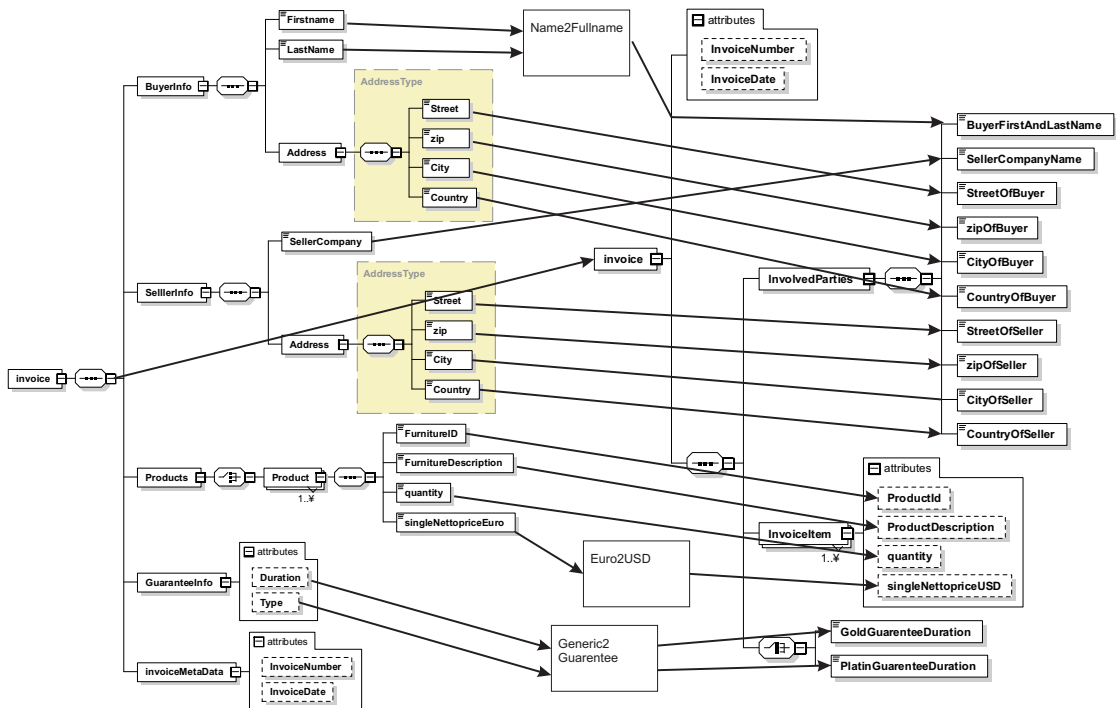 Firstname
LastName
BuyerInfo
AddressType
Street
zip
City
Country
Address
Name2Fullname
attributes
InvoiceNumber
InvoiceDate
BuyerFirstAndLastName
SellerCompanyName
StreetOfBuyer
zipOfBuyer
CityOfBuyer
CountryOfBuyer
StreetOfSeller
zipOfSeller
CityOfSeller
CountryOfSeller
SellerCompany
invoice
InvolvedParties
SelllerInfo
AddressType
Street
zip
City
Country
Address
invoice
Products
Product
1..¥
FurnitureID
FurnitureDescription
quantity
singleNettopriceEuro
attributes
ProductId
ProductDescription
quantity
singleNettopriceUSD
InvoiceItem
1..¥
Euro2USD
GuaranteeInfo
attributes
Duration
Type
Generic2
Guarentee
GoldGuarenteeDuration
PlatinGuarenteeDuration
invoiceMetaData
attributes
InvoiceNumber
InvoiceDate